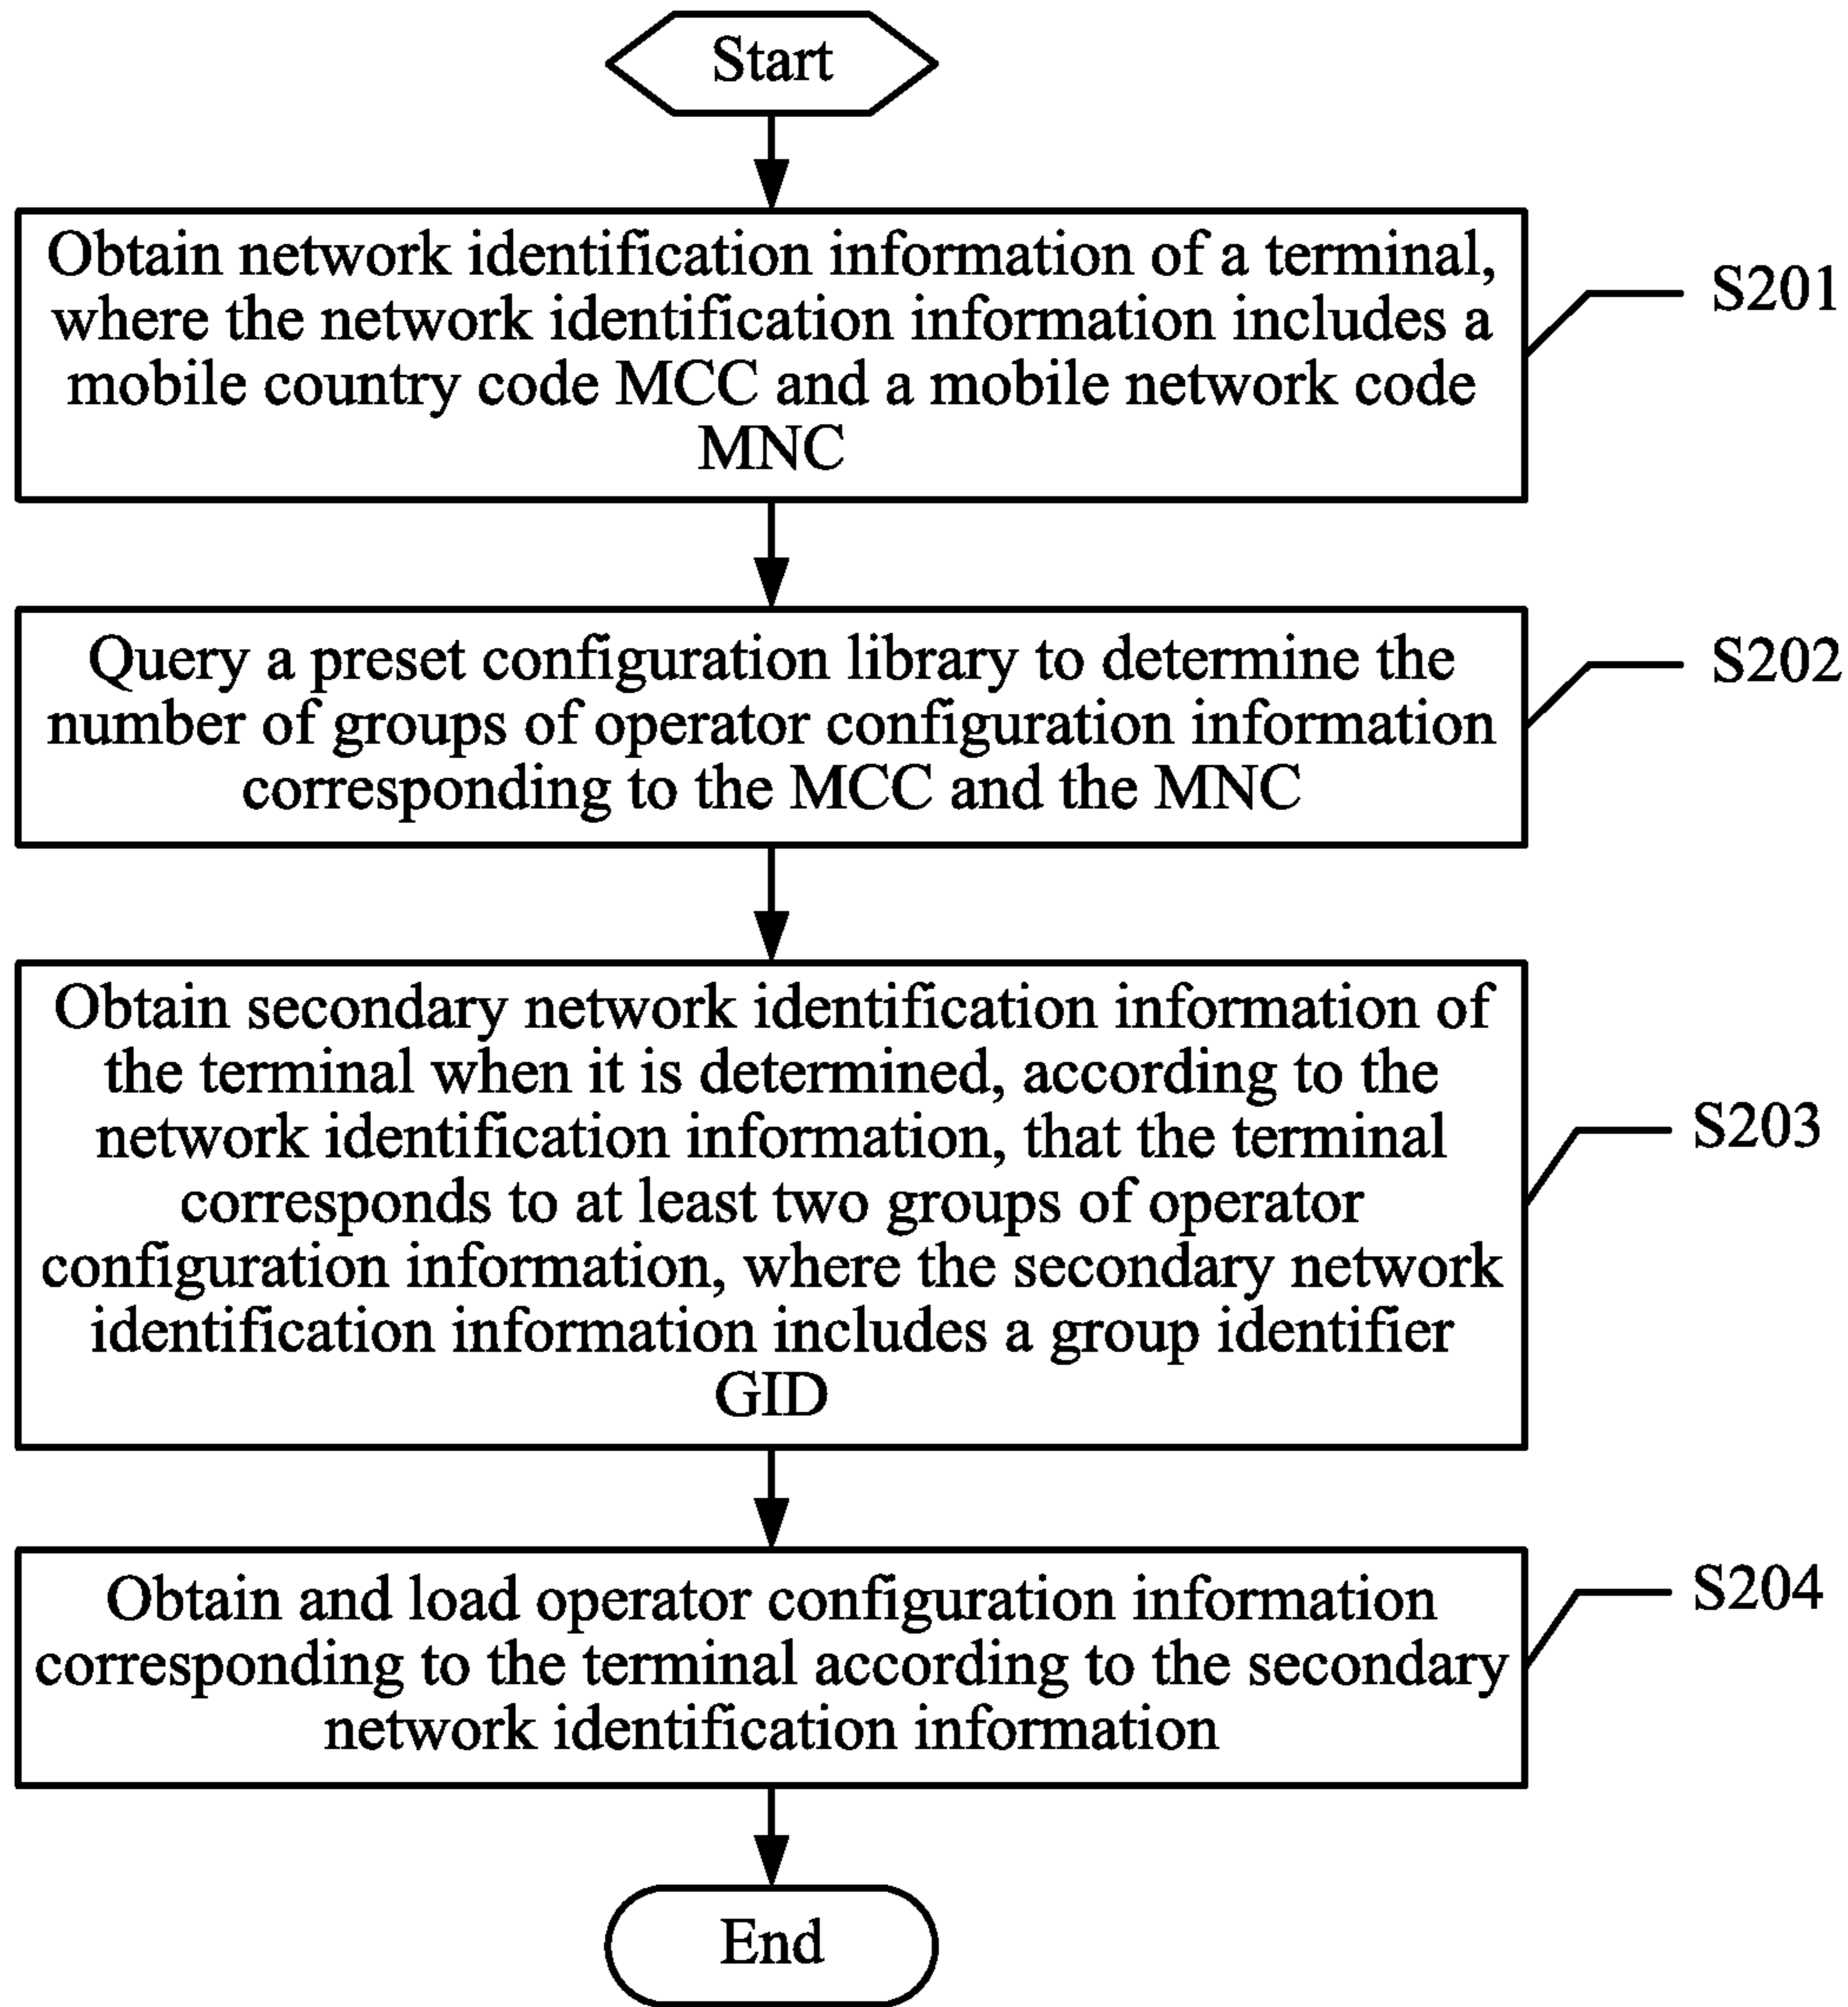 Start
Obtain network identification information of a terminal,
where the network identification information includes a
mobile country code MCC and a mobile network code
MNC
S201
Query a preset configuration library to determine the
number of groups of operator configuration information
corresponding to the MCC and the MNC
S202
Obtain secondary network identification information of
the terminal when it is determined, according to the
network identification information, that the terminal
corresponds to at least two groups of operator
configuration information, where the secondary network
identification information includes a group identifier
GID
S203
Obtain and load operator configuration information
corresponding to the terminal according to the secondary
network identification information
S204
End